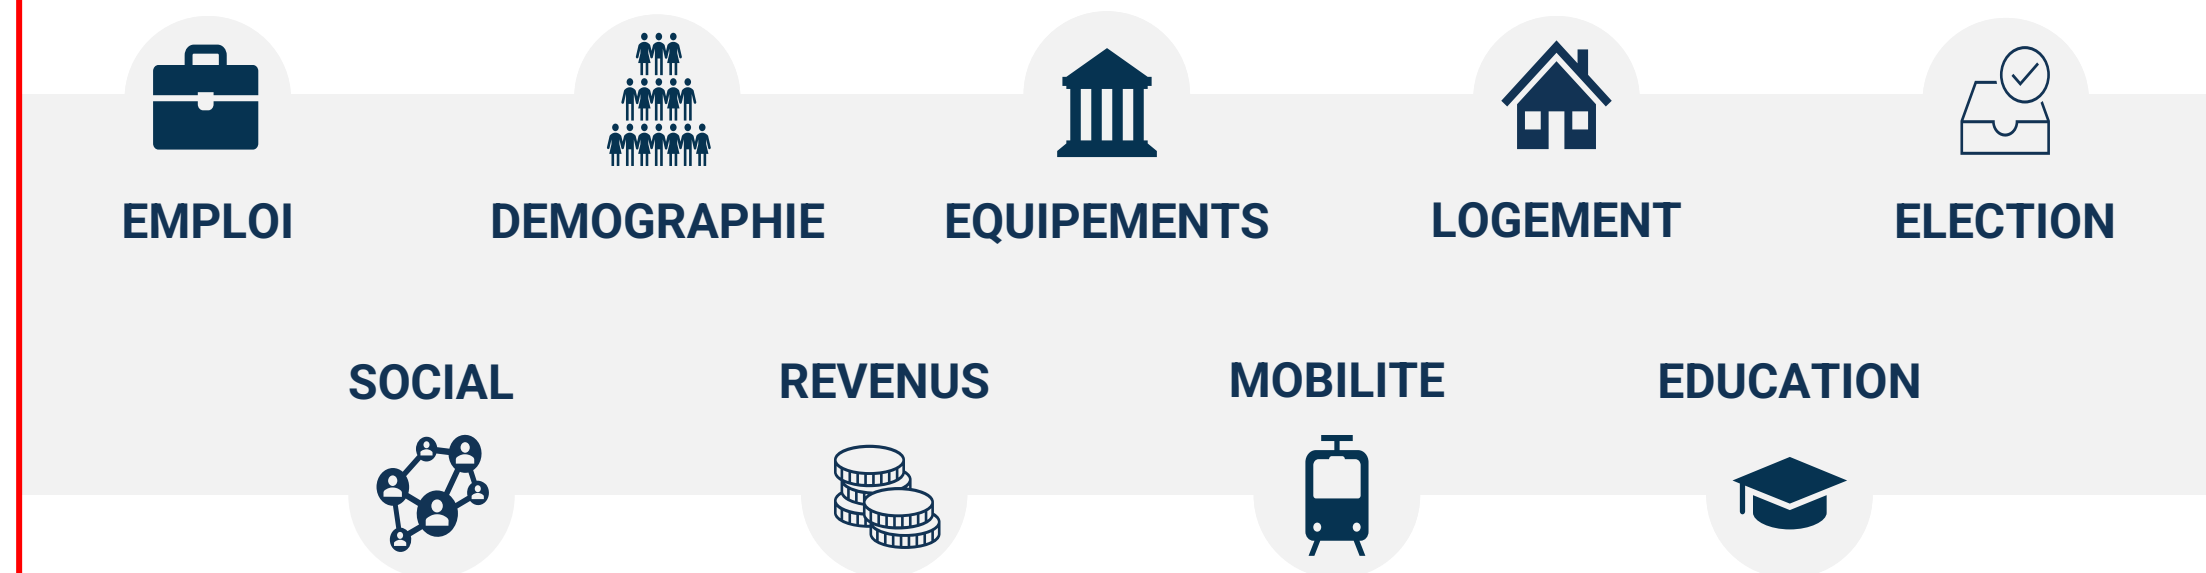 EMPLOI
DEMOGRAPHIE
EQUIPEMENTS
LOGEMENT
ELECTION
SOCIAL
REVENUS
MOBILITE
EDUCATION